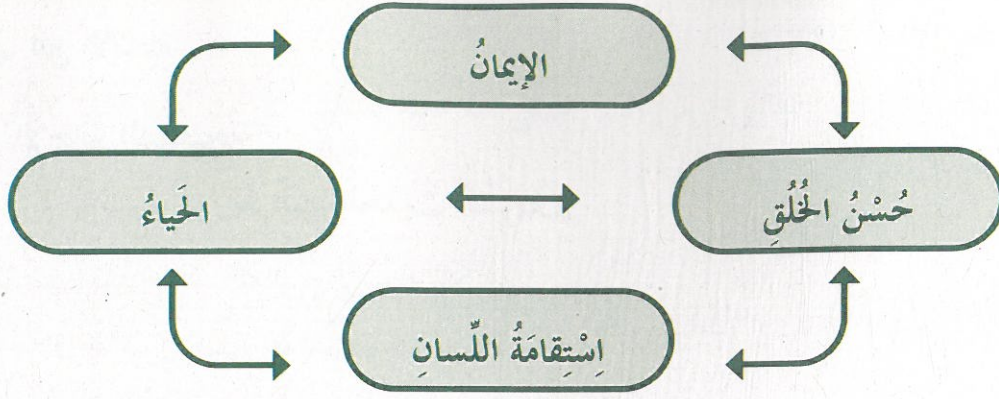 الإيمانُ
حُسْنُ الخُلُقِ
الحَياءُ
اِسْتِقامَةُ اللِّسانِ